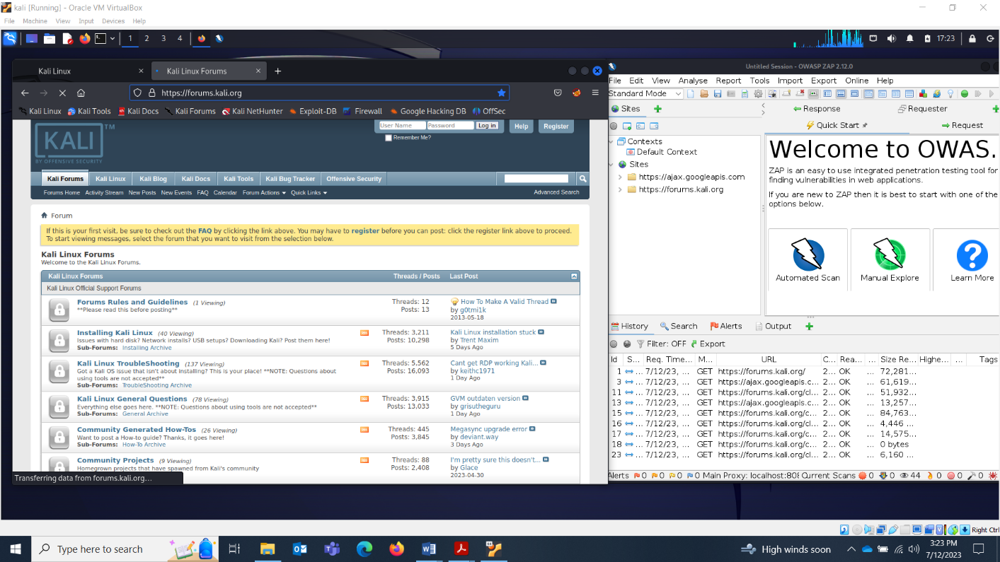 kali [Running] - Oracle VM VirtualBox
File Machine View Input Devices Help
1 2 3 4
17:23
Kali Linux
Kali Linux Forums
https://forums.kali.org
Kali Linux Kali Tools Kali Docs Kali Forums Kali NetHunter Exploit-DB Firewall Google Hacking DB OffSec
KALI TM
BY OFFENSIVE SECURITY
User Name Password Log in Help Register
Remember Me?
Kali Forums Kali Linux Kali Blog Kali Docs Kali Tools Kali Bug Tracker Offensive Security
Forums Home Activity Stream New Posts New Events FAQ Calendar Forum Actions Quick Links Advanced Search
Forum
If this is your first visit, be sure to check out the FAQ by clicking the link above. You may have to register before you can post: click the register link above to proceed.
To start viewing messages, select the forum that you want to visit from the selection below.
Kali Linux Forums
Welcome to the Kali Linux Forums.
Kali Linux Forums Threads / Posts Last Post
Kali Linux Official Support Forums
Forums Rules and Guidelines (1 Viewing)
**Please read this before posting**
Threads: 12
Posts: 13
How To Make A Valid Thread
by g0tmi1k
2013-05-18
Installing Kali Linux (40 Viewing)
Issues with hard disk? Network installs? USB setups? Downloading Kali? Post them here!
Sub-Forums: Installing Archive
Threads: 3,211
Posts: 10,298
Kali Linux installation stuck
by Trent Maxim
5 Days Ago
Kali Linux TroubleShooting (137 Viewing)
Got a Kali OS issue that isn't about installing? This is your place! **NOTE: Questions about
using tools are not accepted**
Sub-Forums: TroubleShooting Archive
Threads: 5,562
Posts: 16,093
Cant get RDP working Kali...
by keithc1971
1 Day Ago
Kali Linux General Questions (78 Viewing)
Everything else goes here. **NOTE: Questions about using tools are not accepted**
Sub-Forums: General Archive
Threads: 3,915
Posts: 13,033
GVM outdaten version
by grisutheguru
1 Day Ago
Community Generated How-Tos (26 Viewing)
Want to post a How-to guide? Thanks, it goes here!
Sub-Forums: How-To Archive
Threads: 445
Posts: 3,845
Megasync upgrade error
by deviant.way
3 Days Ago
Community Projects (9 Viewing)
Homegrown projects that have spawned from Kali's community
Threads: 88
Posts: 2,408
I'm pretty sure this doesn't...
by Glace
2023-04-30
Transferring data from forums.kali.org...
Untitled Session - OWASP ZAP 2.12.0
File Edit View Analyse Report Tools Import Export Online Help
Standard Mode
Sites
Response Requester
Quick Start Request
Contexts
Default Context
Sites
https://ajax.googleapis.com
https://forums.kali.org
Welcome to OWAS.
ZAP is an easy to use integrated penetration testing tool for
finding vulnerabilities in web applications.
If you are new to ZAP then it is best to start with one of the
options below.
Automated Scan Manual Explore Learn More
History Search Alerts Output
Filter: OFF Export
Id S... Req. Time... M... URL C... Rea... ... Size Re... Highe... ... Tags
1 ... 7/12/23, ... GET https://forums.kali.org/ 2... OK ... 72,281...
3 ... 7/12/23, ... GET https://ajax.googleapis.c... 2... OK ... 61,619...
11 ... 7/12/23, ... GET https://forums.kali.org/cl... 2... OK ... 51,932...
13 ... 7/12/23, ... GET https://ajax.googleapis.c... 2... OK ... 13,257...
15 ... 7/12/23, ... GET https://forums.kali.org/c... 2... OK ... 84,763...
16 ... 7/12/23, ... GET https://forums.kali.org/cl... 2... OK ... 4,446 ...
17 ... 7/12/23, ... GET https://forums.kali.org/cl... 2... OK ... 14,575...
18 ... 7/12/23, ... GET https://forums.kali.org/c... 2... OK ... 0 bytes
23 ... 7/12/23, ... GET https://forums.kali.org/c... 2... OK ... 6,160 ...
Alerts 0 0 0 0 Main Proxy: localhost:808 Current Scans 0 0 44 0 0 0
Right Ctrl
Type here to search
High winds soon
3:23 PM
7/12/2023